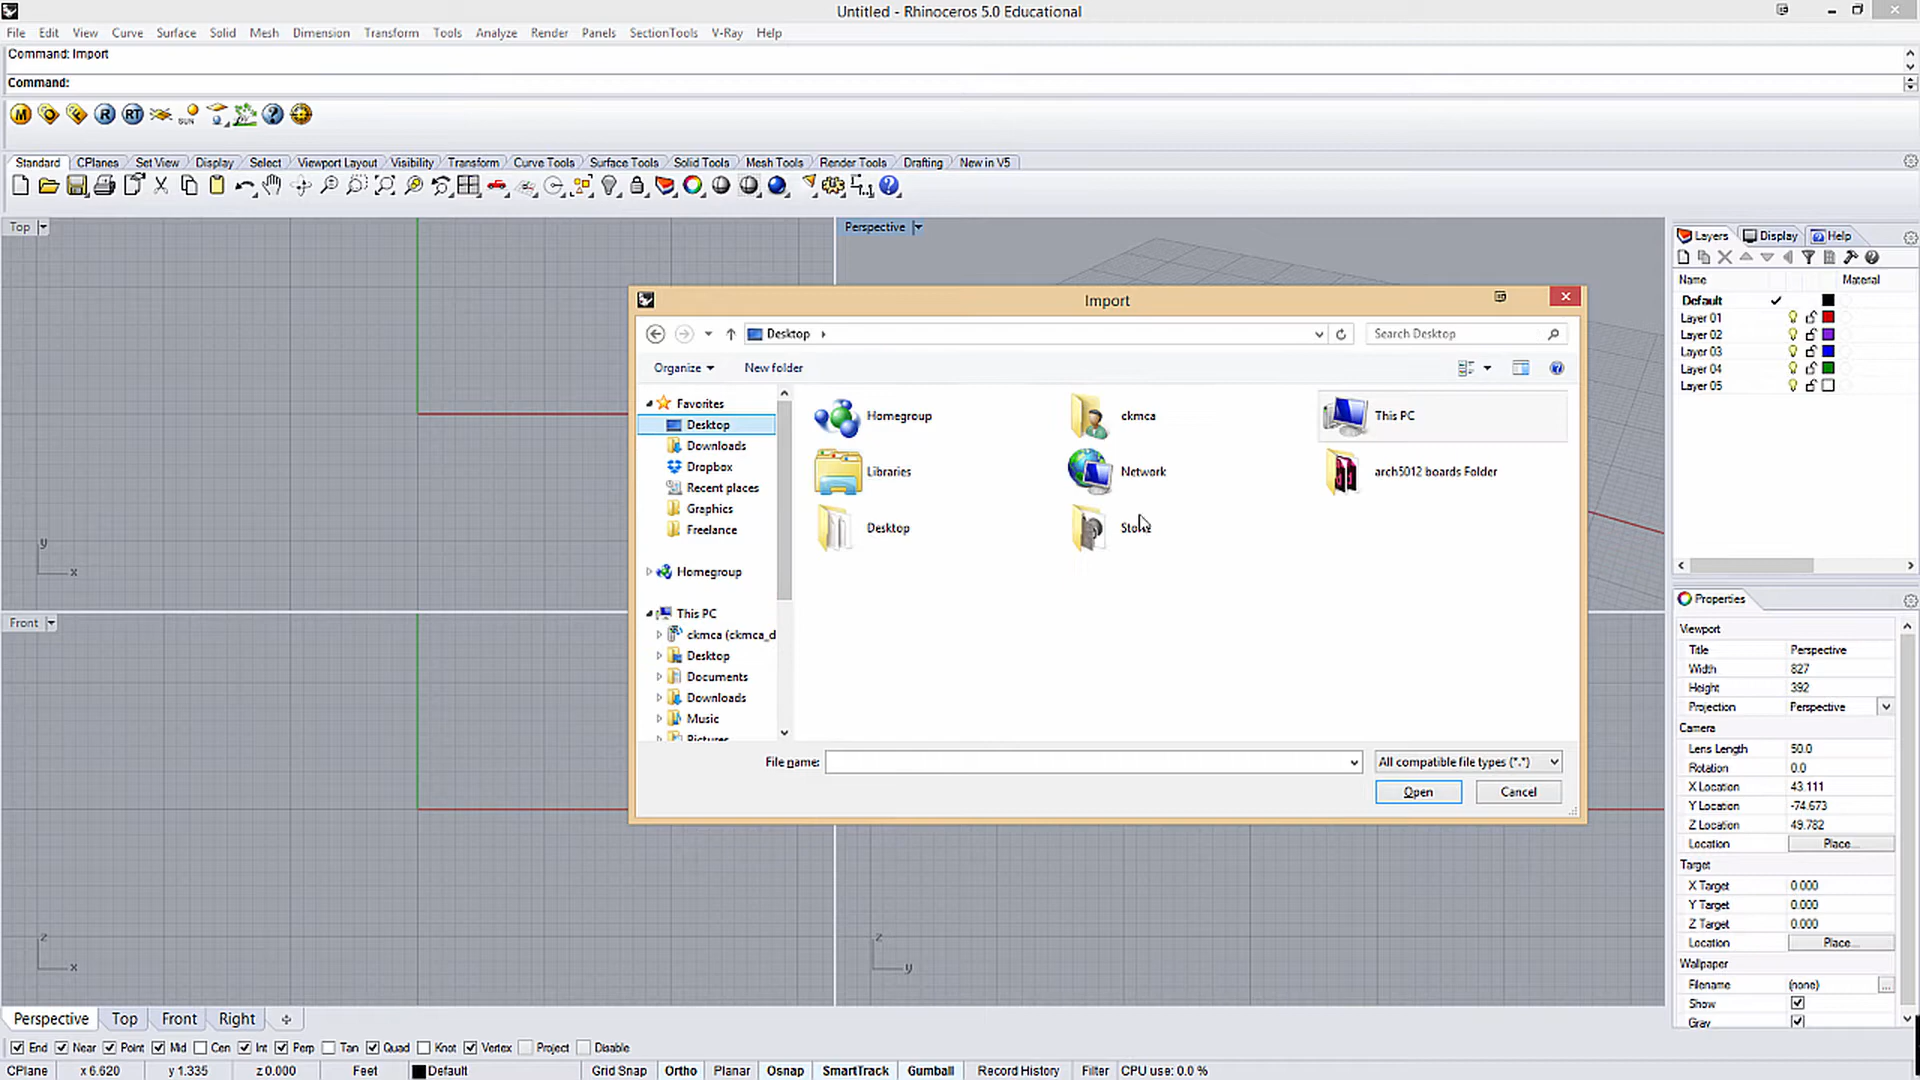 Untitled - Rhinoceros 5.0 Educational
File Edit View Curve Surface Solid Mesh Dimension Transform Tools Analyze Render Panels SectionTools V-Ray Help
Command: Import
Command:
M O R RT SUN ?
Standard CPlanes Set View Display Select Viewport Layout Visibility Transform Curve Tools Surface Tools Solid Tools Mesh Tools Render Tools Drafting New in V5
Top
Perspective
Layers Display Help
Name Material
Default
Layer 01
Layer 02
Layer 03
Layer 04
Layer 05
Import
Desktop
Search Desktop
Organize New folder
Favorites
Desktop
Downloads
Dropbox
Recent places
Graphics
Freelance
Homegroup
This PC
ckmca (ckmca_d
Desktop
Documents
Downloads
Music
Pictures
Homegroup ckmca This PC
Libraries Network arch5012 boards Folder
Desktop
File name:
All compatible file types (*.*)
Open Cancel
y
x
Front
z
x
z
y
Properties
Viewport
Title Perspective
Width 827
Height 392
Projection Perspective
Camera
Lens Length 50.0
Rotation 0.0
X Location 43.111
Y Location -74.673
Z Location 49.782
Location Place...
Target
X Target 0.000
Y Target 0.000
Z Target 0.000
Location Place...
Wallpaper
Filename (none) ...
Show
Gray
Perspective Top Front Right
End Near Point Mid Cen Int Perp Tan Quad Knot Vertex Project Disable
CPlane x 6.620 y 1.335 z 0.000 Feet Default Grid Snap Ortho Planar Osnap SmartTrack Gumball Record History Filter CPU use: 0.0 %